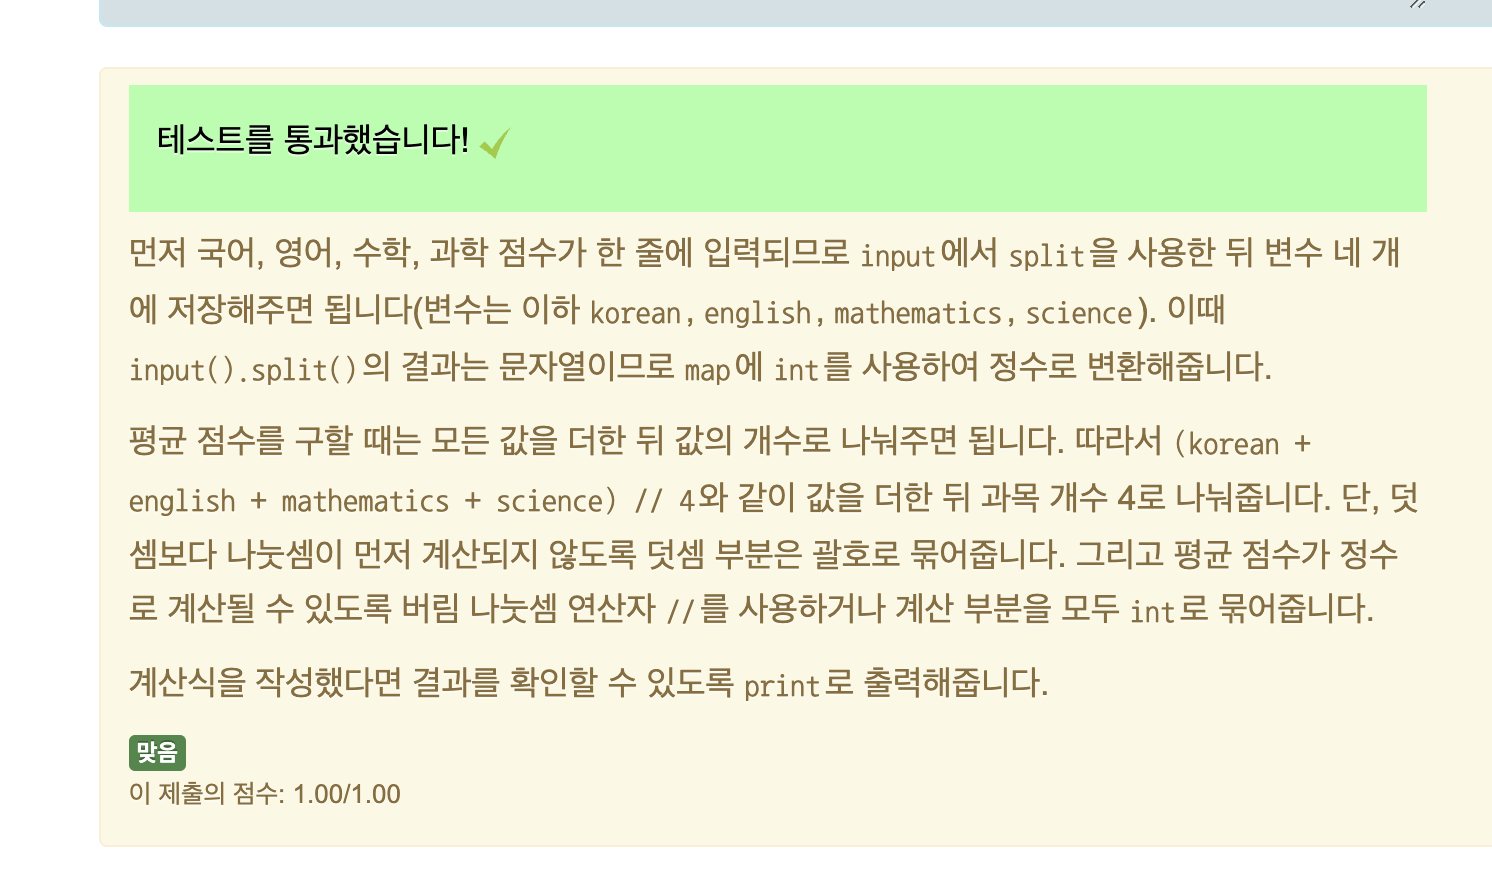 테스트를 통과했습니다!
먼저 국어, 영어, 수학, 과학 점수가 한 줄에 입력되므로 input에서 split을 사용한 뒤 변수 네 개
에 저장해주면 됩니다(변수는 이하 korean, english, mathematics, science). 이때
input().split()의 결과는 문자열이므로 map에 int를 사용하여 정수로 변환해줍니다.
평균 점수를 구할 때는 모든 값을 더한 뒤 값의 개수로 나눠주면 됩니다. 따라서 (korean +
english + mathematics + science) // 4와 같이 값을 더한 뒤 과목 개수 4로 나눠줍니다. 단, 덧
셈보다 나눗셈이 먼저 계산되지 않도록 덧셈 부분은 괄호로 묶어줍니다. 그리고 평균 점수가 정수
로 계산될 수 있도록 버림 나눗셈 연산자 //를 사용하거나 계산 부분을 모두 int로 묶어줍니다.
계산식을 작성했다면 결과를 확인할 수 있도록 print로 출력해줍니다.
맞음
이 제출의 점수: 1.00/1.00